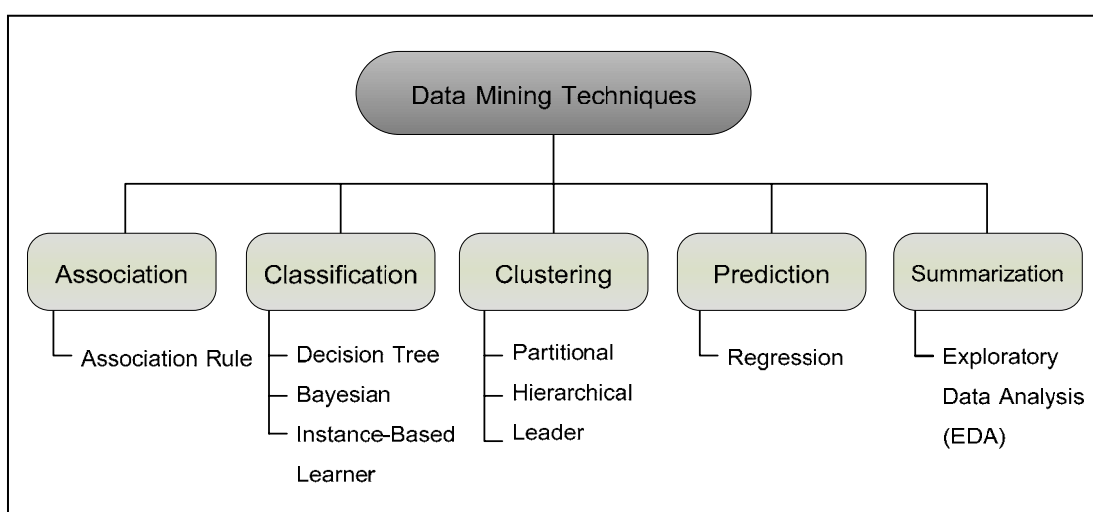 Data Mining Techniques
Association
Classification
Clustering
Prediction
Summarization
Association Rule
Decision Tree
Bayesian
Instance-Based
Learner
Partitional
Hierarchical
Leader
Regression
Exploratory
Data Analysis
(EDA)